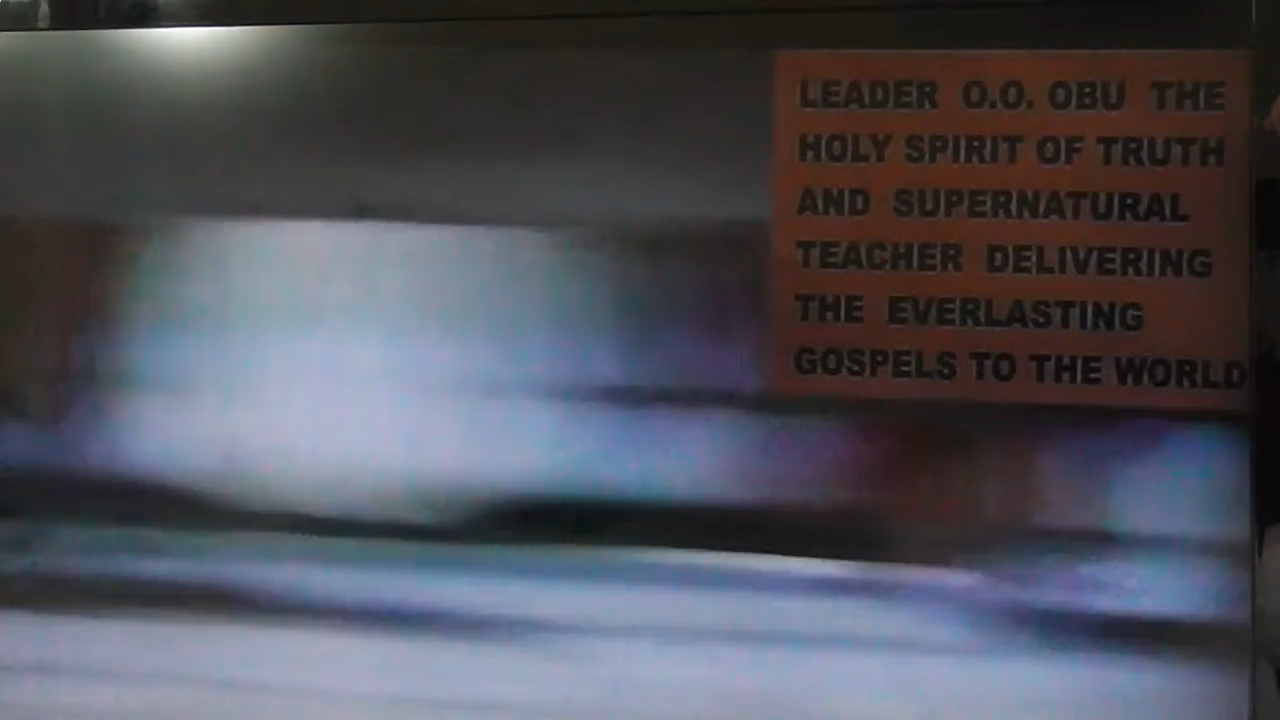 LEADER O.O. OBU THE
HOLY SPIRIT OF TRUTH
AND SUPERNATURAL
TEACHER DELIVERING
THE EVERLASTING
GOSPELS TO THE WORLD